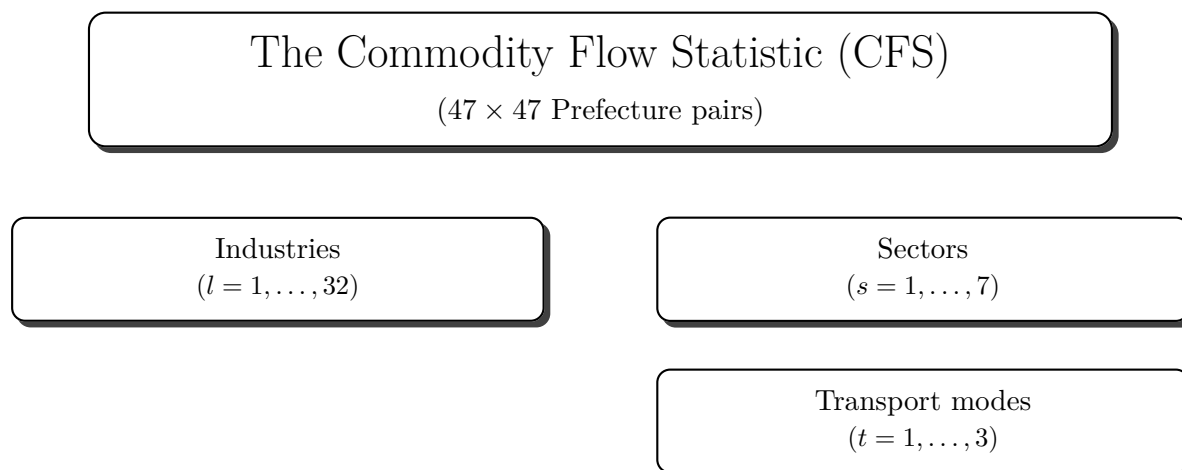 The Commodity Flow Statistic (CFS)
(47 × 47 Prefecture pairs)
Industries
(l = 1, . . . , 32)
Sectors
(s = 1, . . . , 7)
Transport modes
(t = 1, . . . , 3)